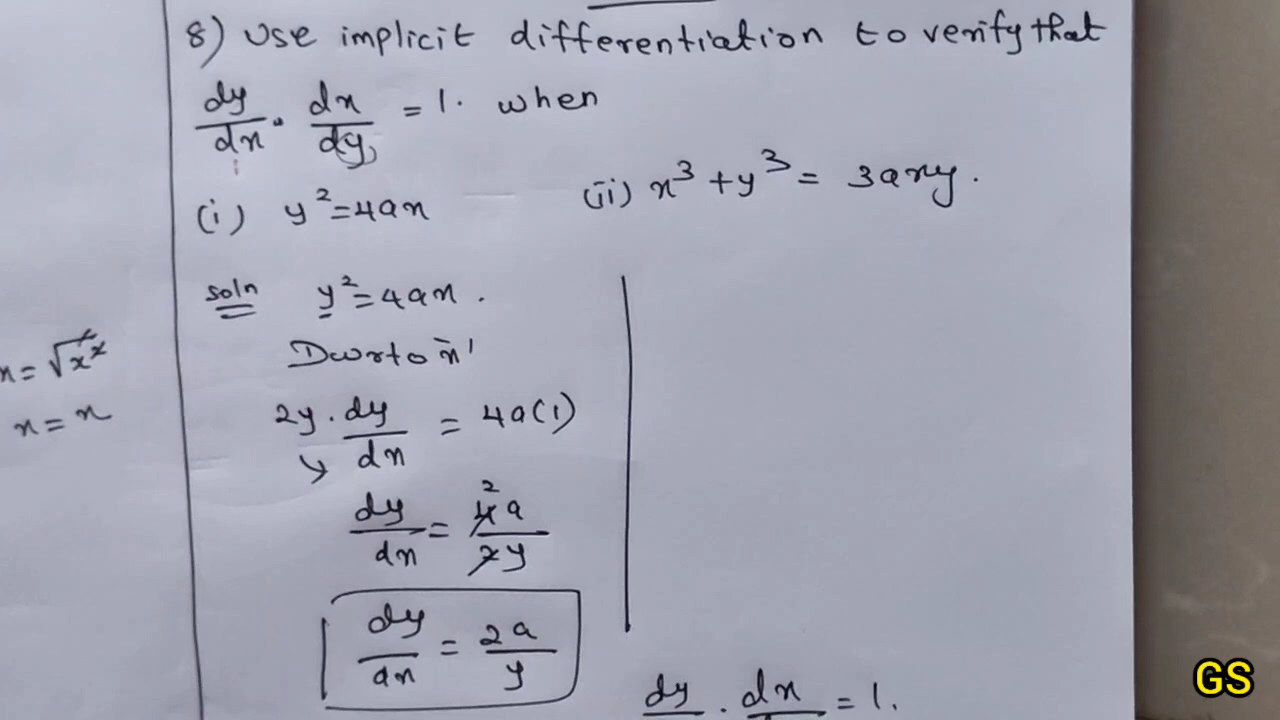 8) Use implicit differentiation to verify that
dy/dx . dx/dy = 1. when
(i) y² = 4ax (ii) x³ + y³ = 3axy.
soln y² = 4ax.
Dwrto 'x'
2y . dy/dx = 4a(1)
dy/dx = 4a/2y 2
dy/dx = 2a/y
dy . dx = 1.
x = √x²
x = x
GS